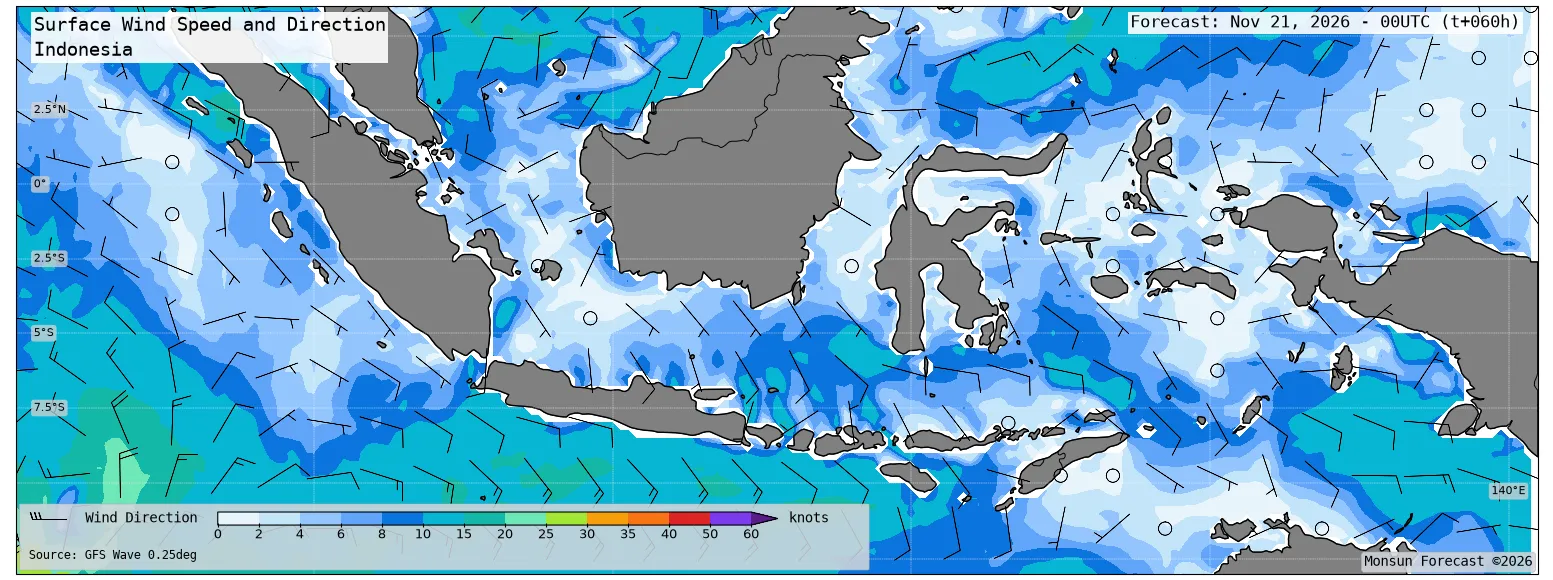 Surface Wind Speed and Direction
Indonesia
Forecast: Nov 21, 2026 - 00UTC (t+060h)
2.5°N
0°
2.5°S
5°S
7.5°S
140°E
Wind Direction
0 2 4 6 8 10 15 20 25 30 35 40 50 60
knots
Source: GFS Wave 0.25deg
Monsun Forecast ©2026